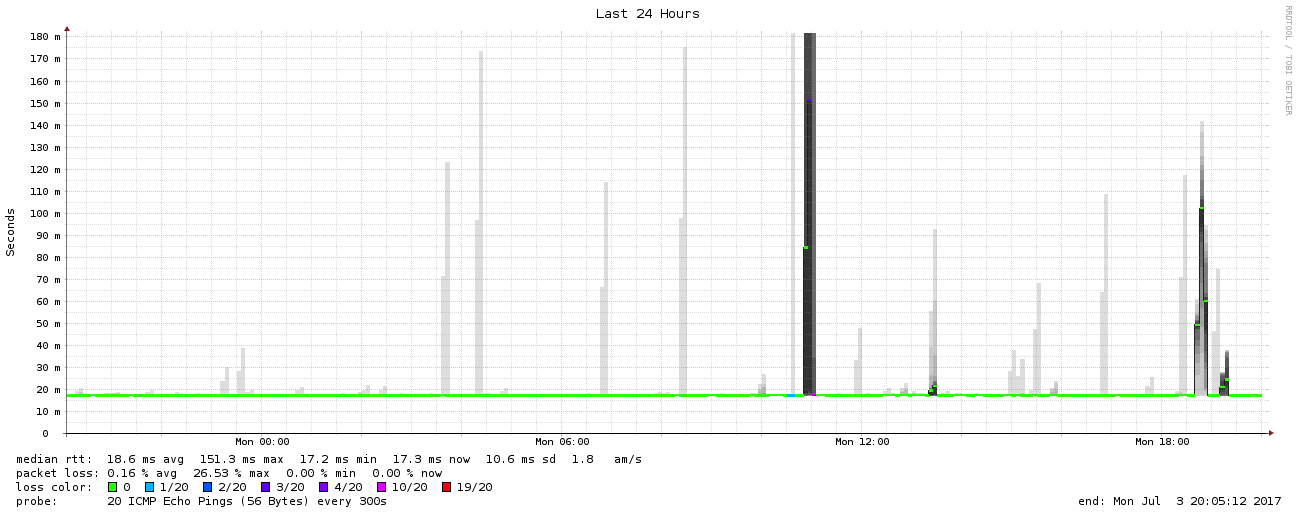 Last 24 Hours
RRDTOOL / TOBI OETIKER
Seconds
180 m
170 m
160 m
150 m
140 m
130 m
120 m
110 m
100 m
90 m
80 m
70 m
60 m
50 m
40 m
30 m
20 m
10 m
0
Mon 00:00 Mon 06:00 Mon 12:00 Mon 18:00
median rtt: 18.6 ms avg 151.3 ms max 17.2 ms min 17.3 ms now 10.6 ms sd 1.8 am/s
packet loss: 0.16 % avg 26.53 % max 0.00 % min 0.00 % now
loss color: 0 1/20 2/20 3/20 4/20 10/20 19/20
probe: 20 ICMP Echo Pings (56 Bytes) every 300s end: Mon Jul 3 20:05:12 2017